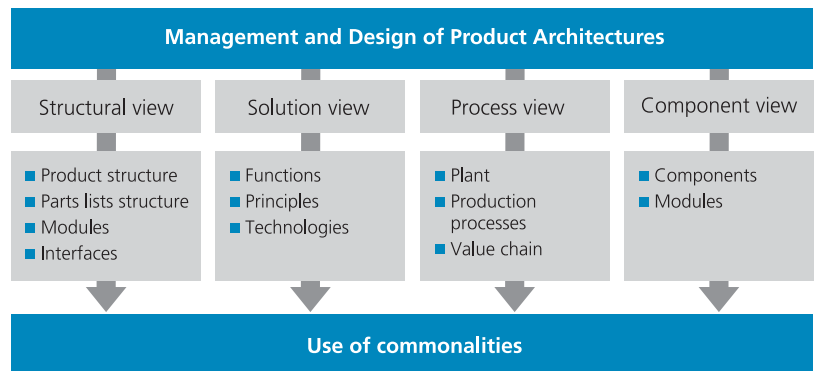 Management and Design of Product Architectures
Structural view
Product structure
Parts lists structure
Modules
Interfaces
Solution view
Functions
Principles
Technologies
Process view
Plant
Production
processes
Value chain
Component view
Components
Modules
Use of commonalities